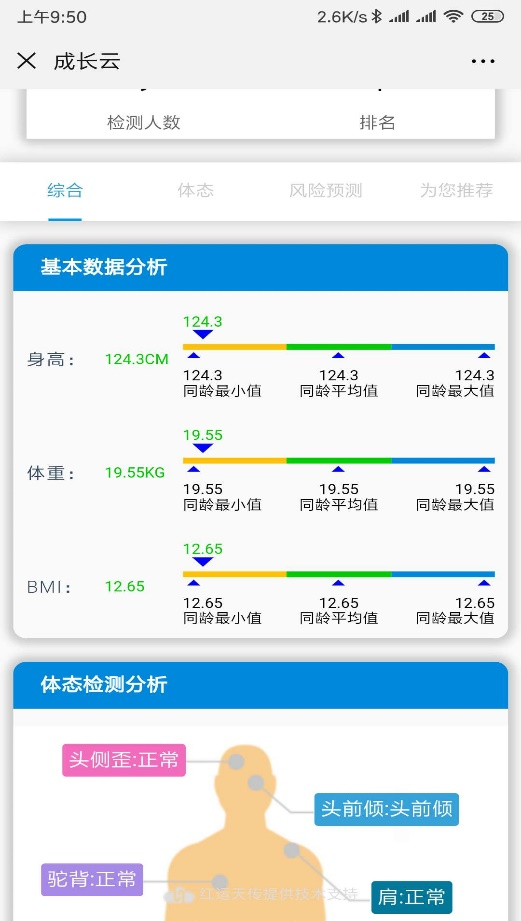 上午9:50
2.6K/s
25
成长云
检测人数
排名
综合
体态
风险预测
为您推荐
基本数据分析
124.3
身高：
124.3CM
124.3
124.3
124.3
同龄最小值
同龄平均值
同龄最大值
19.55
体重：
19.55KG
19.55
19.55
19.55
同龄最小值
同龄平均值
同龄最大值
12.65
BMI：
12.65
12.65
12.65
12.65
同龄最小值
同龄平均值
同龄最大值
体态检测分析
头侧歪:正常
头前倾:头前倾
驼背:正常
天传提供技术支持
肩:正常